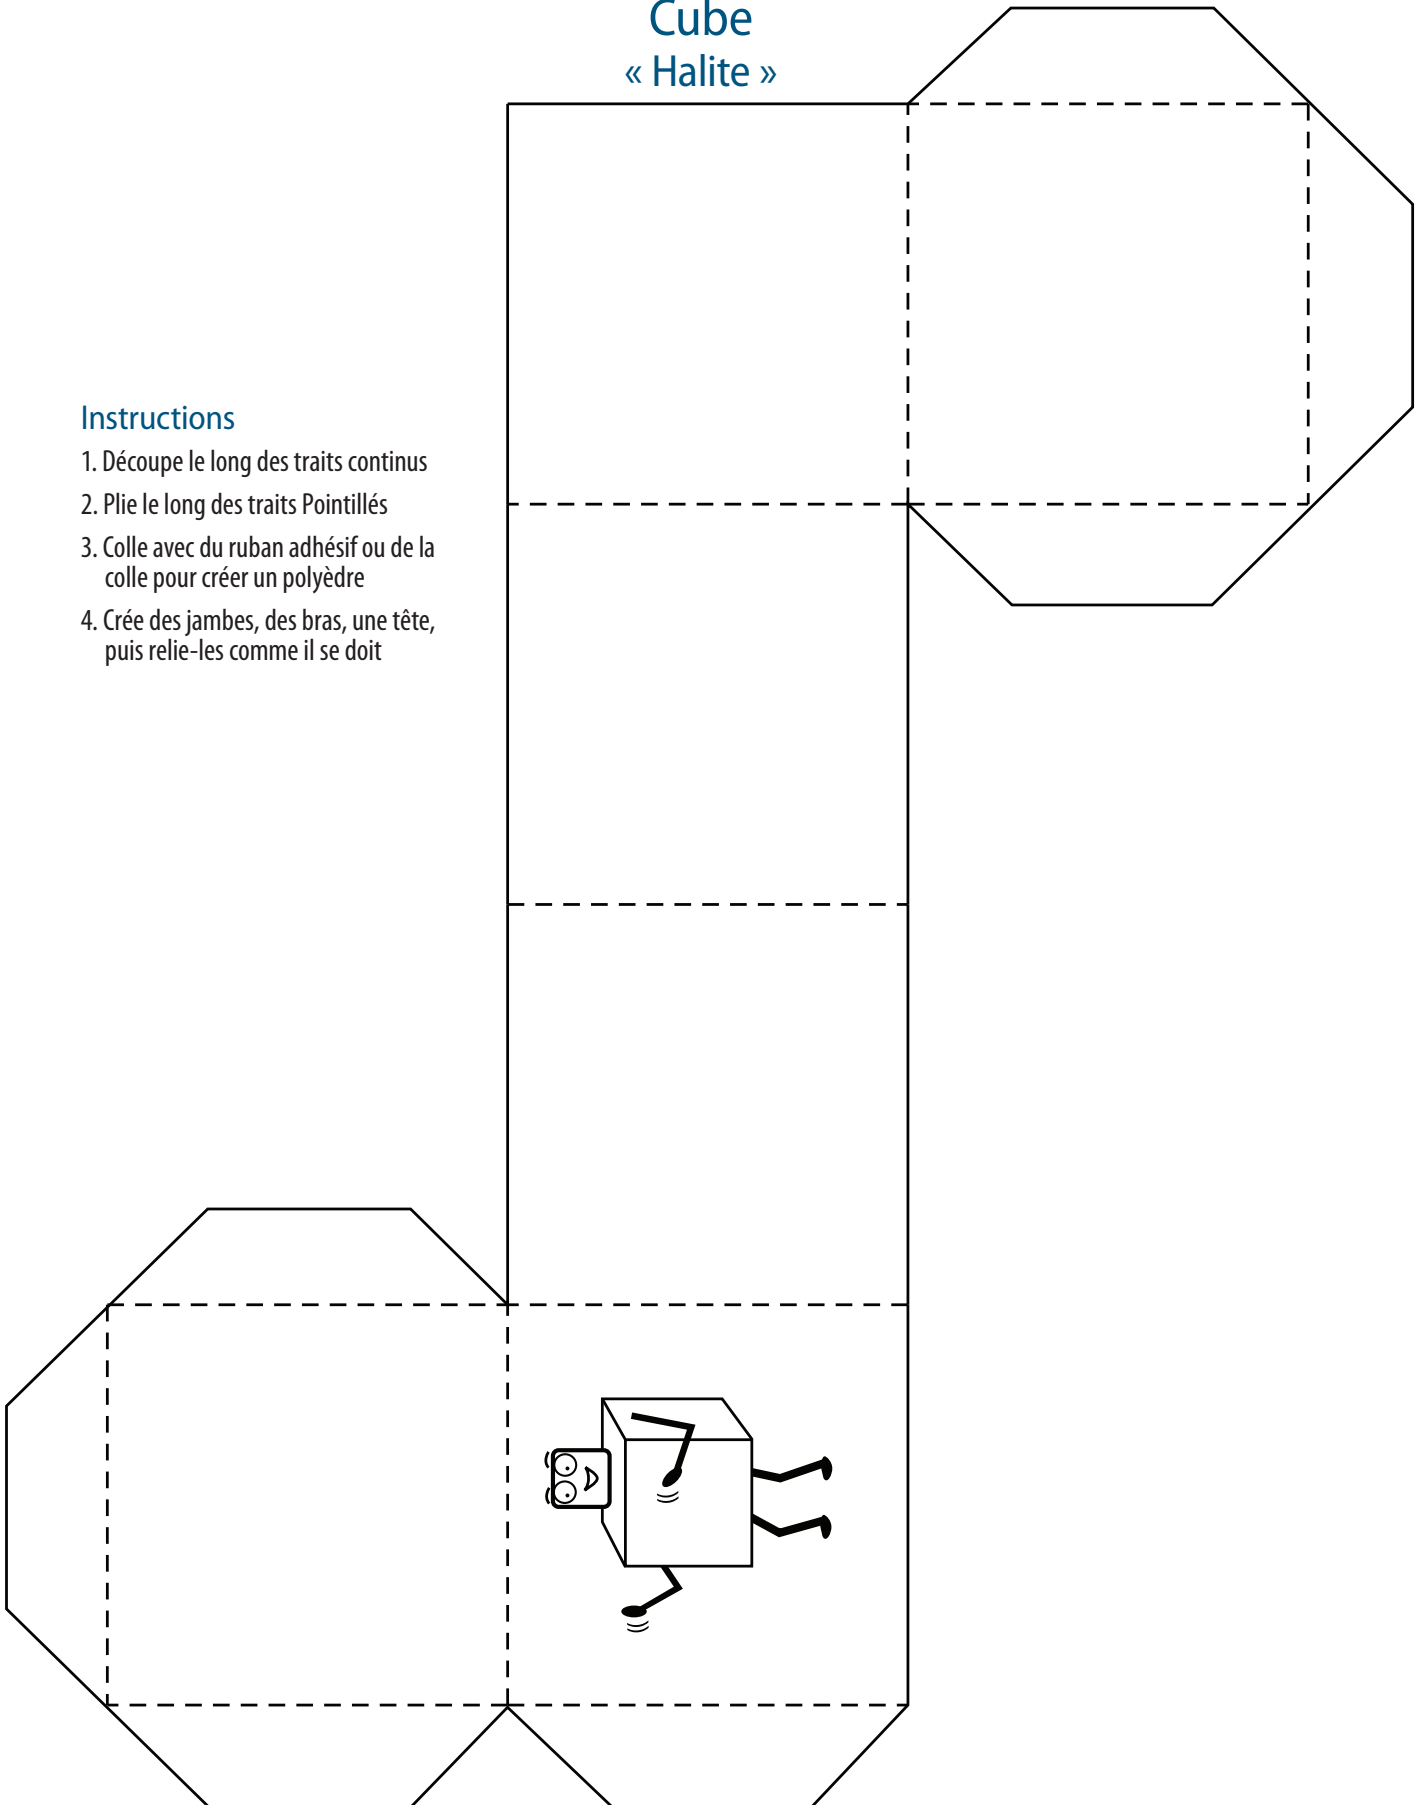 Cube
« Halite »
Instructions
1. Découpe le long des traits continus
2. Plie le long des traits Pointillés
3. Colle avec du ruban adhésif ou de la
colle pour créer un polyèdre
4. Crée des jambes, des bras, une tête,
puis relie-les comme il se doit